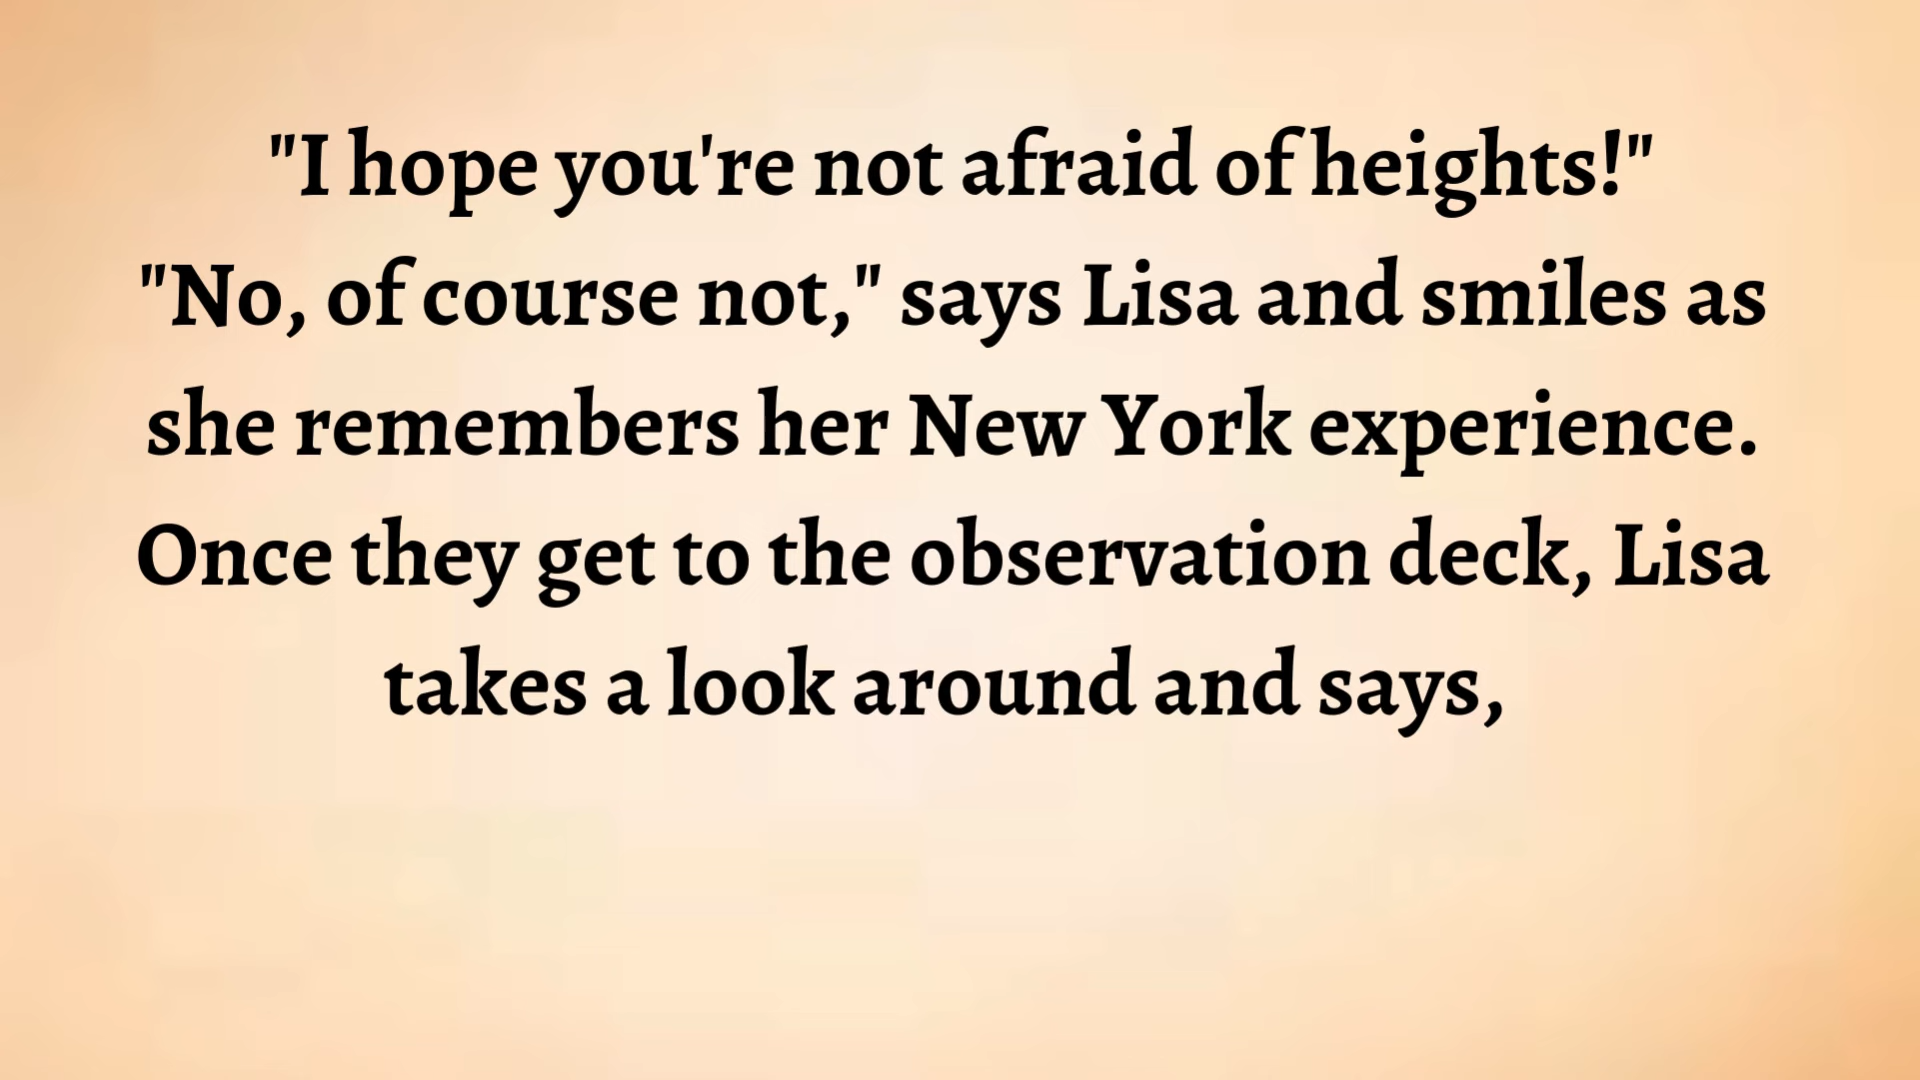 "I hope you're not afraid of heights!"
"No, of course not," says Lisa and smiles as
she remembers her New York experience.
Once they get to the observation deck, Lisa
takes a look around and says,